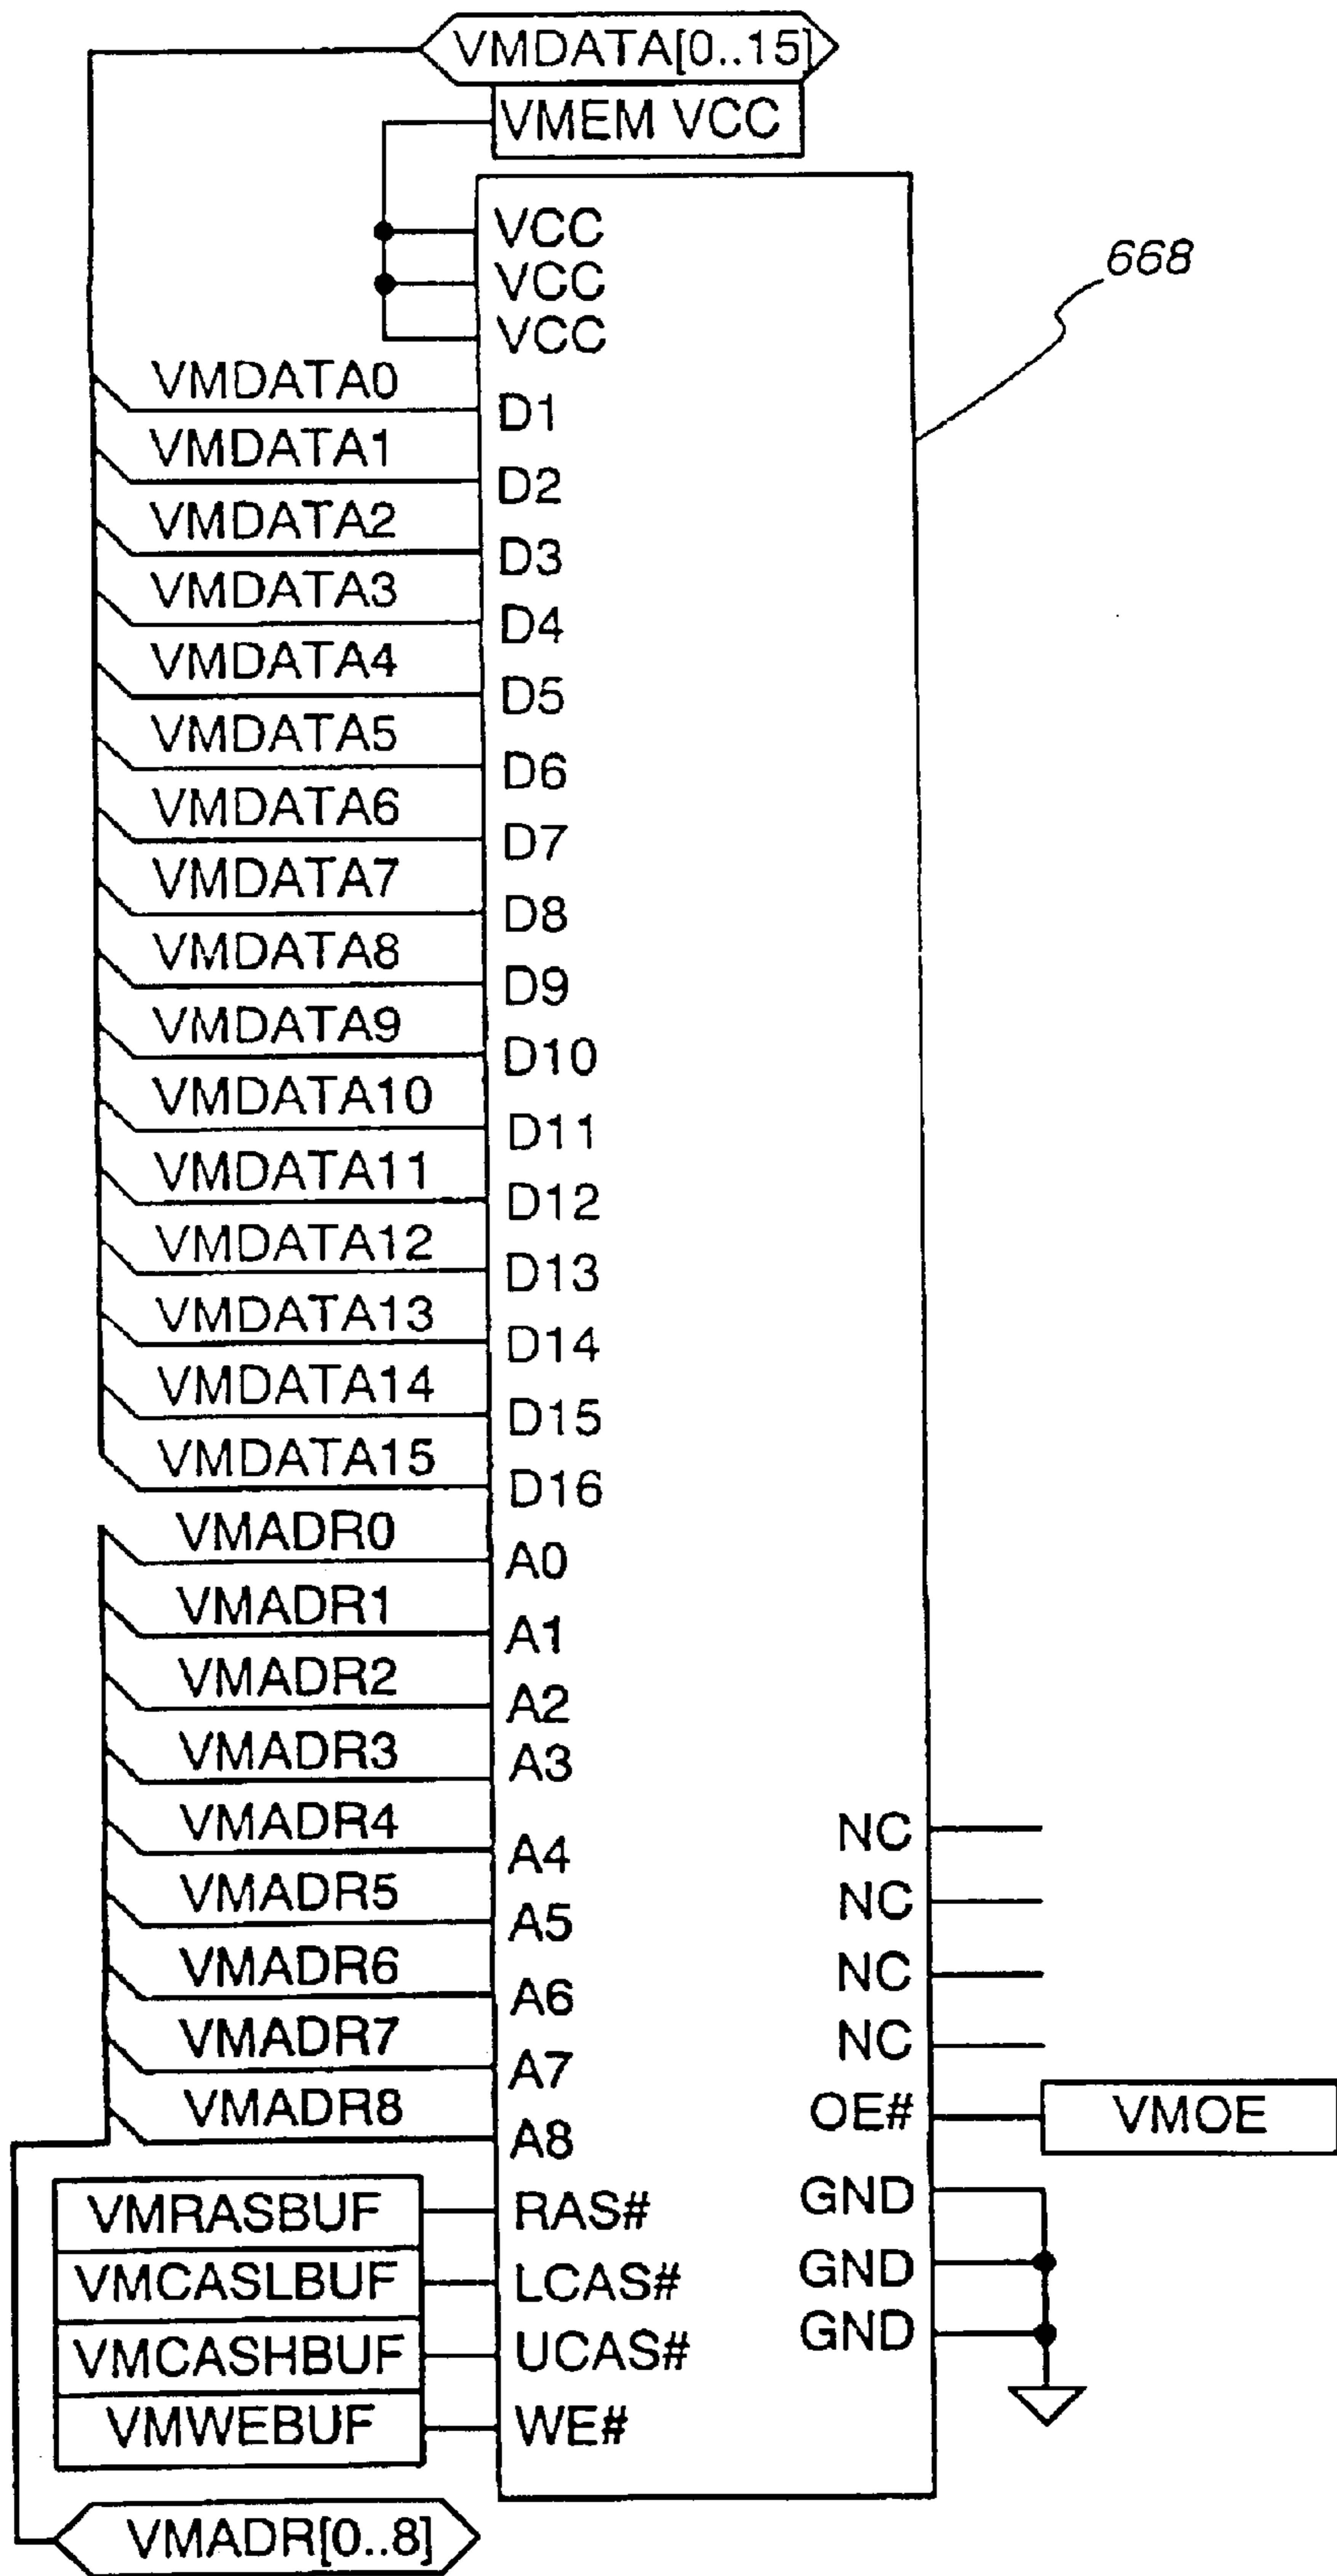 VMDATA[0..15]
VMEM VCC
VCC
668
VCC
VCC
VMDATA0
D1
VMDATA1
D2
VMDATA2
D3
VMDATA3
D4
VMDATA4
D5
VMDATA5
D6
VMDATA6
D7
VMDATA7
D8
VMDATA8
D9
VMDATA9
D10
VMDATA10
D11
VMDATA11
D12
VMDATA12
D13
VMDATA13
D14
VMDATA14
D15
VMDATA15
D16
VMADR0
A0
VMADR1
A1
VMADR2
A2
VMADR3
A3
VMADR4
NC
A4
VMADR5
NC
A5
VMADR6
NC
A6
VMADR7
NC
A7
VMADR8
OE#
VMOE
A8
VMRASBUF
RAS#
GND
VMCASLBUF
LCAS#
GND
VMCASHBUF
UCAS#
GND
VMWEBUF
WE#
VMADR[0..8]